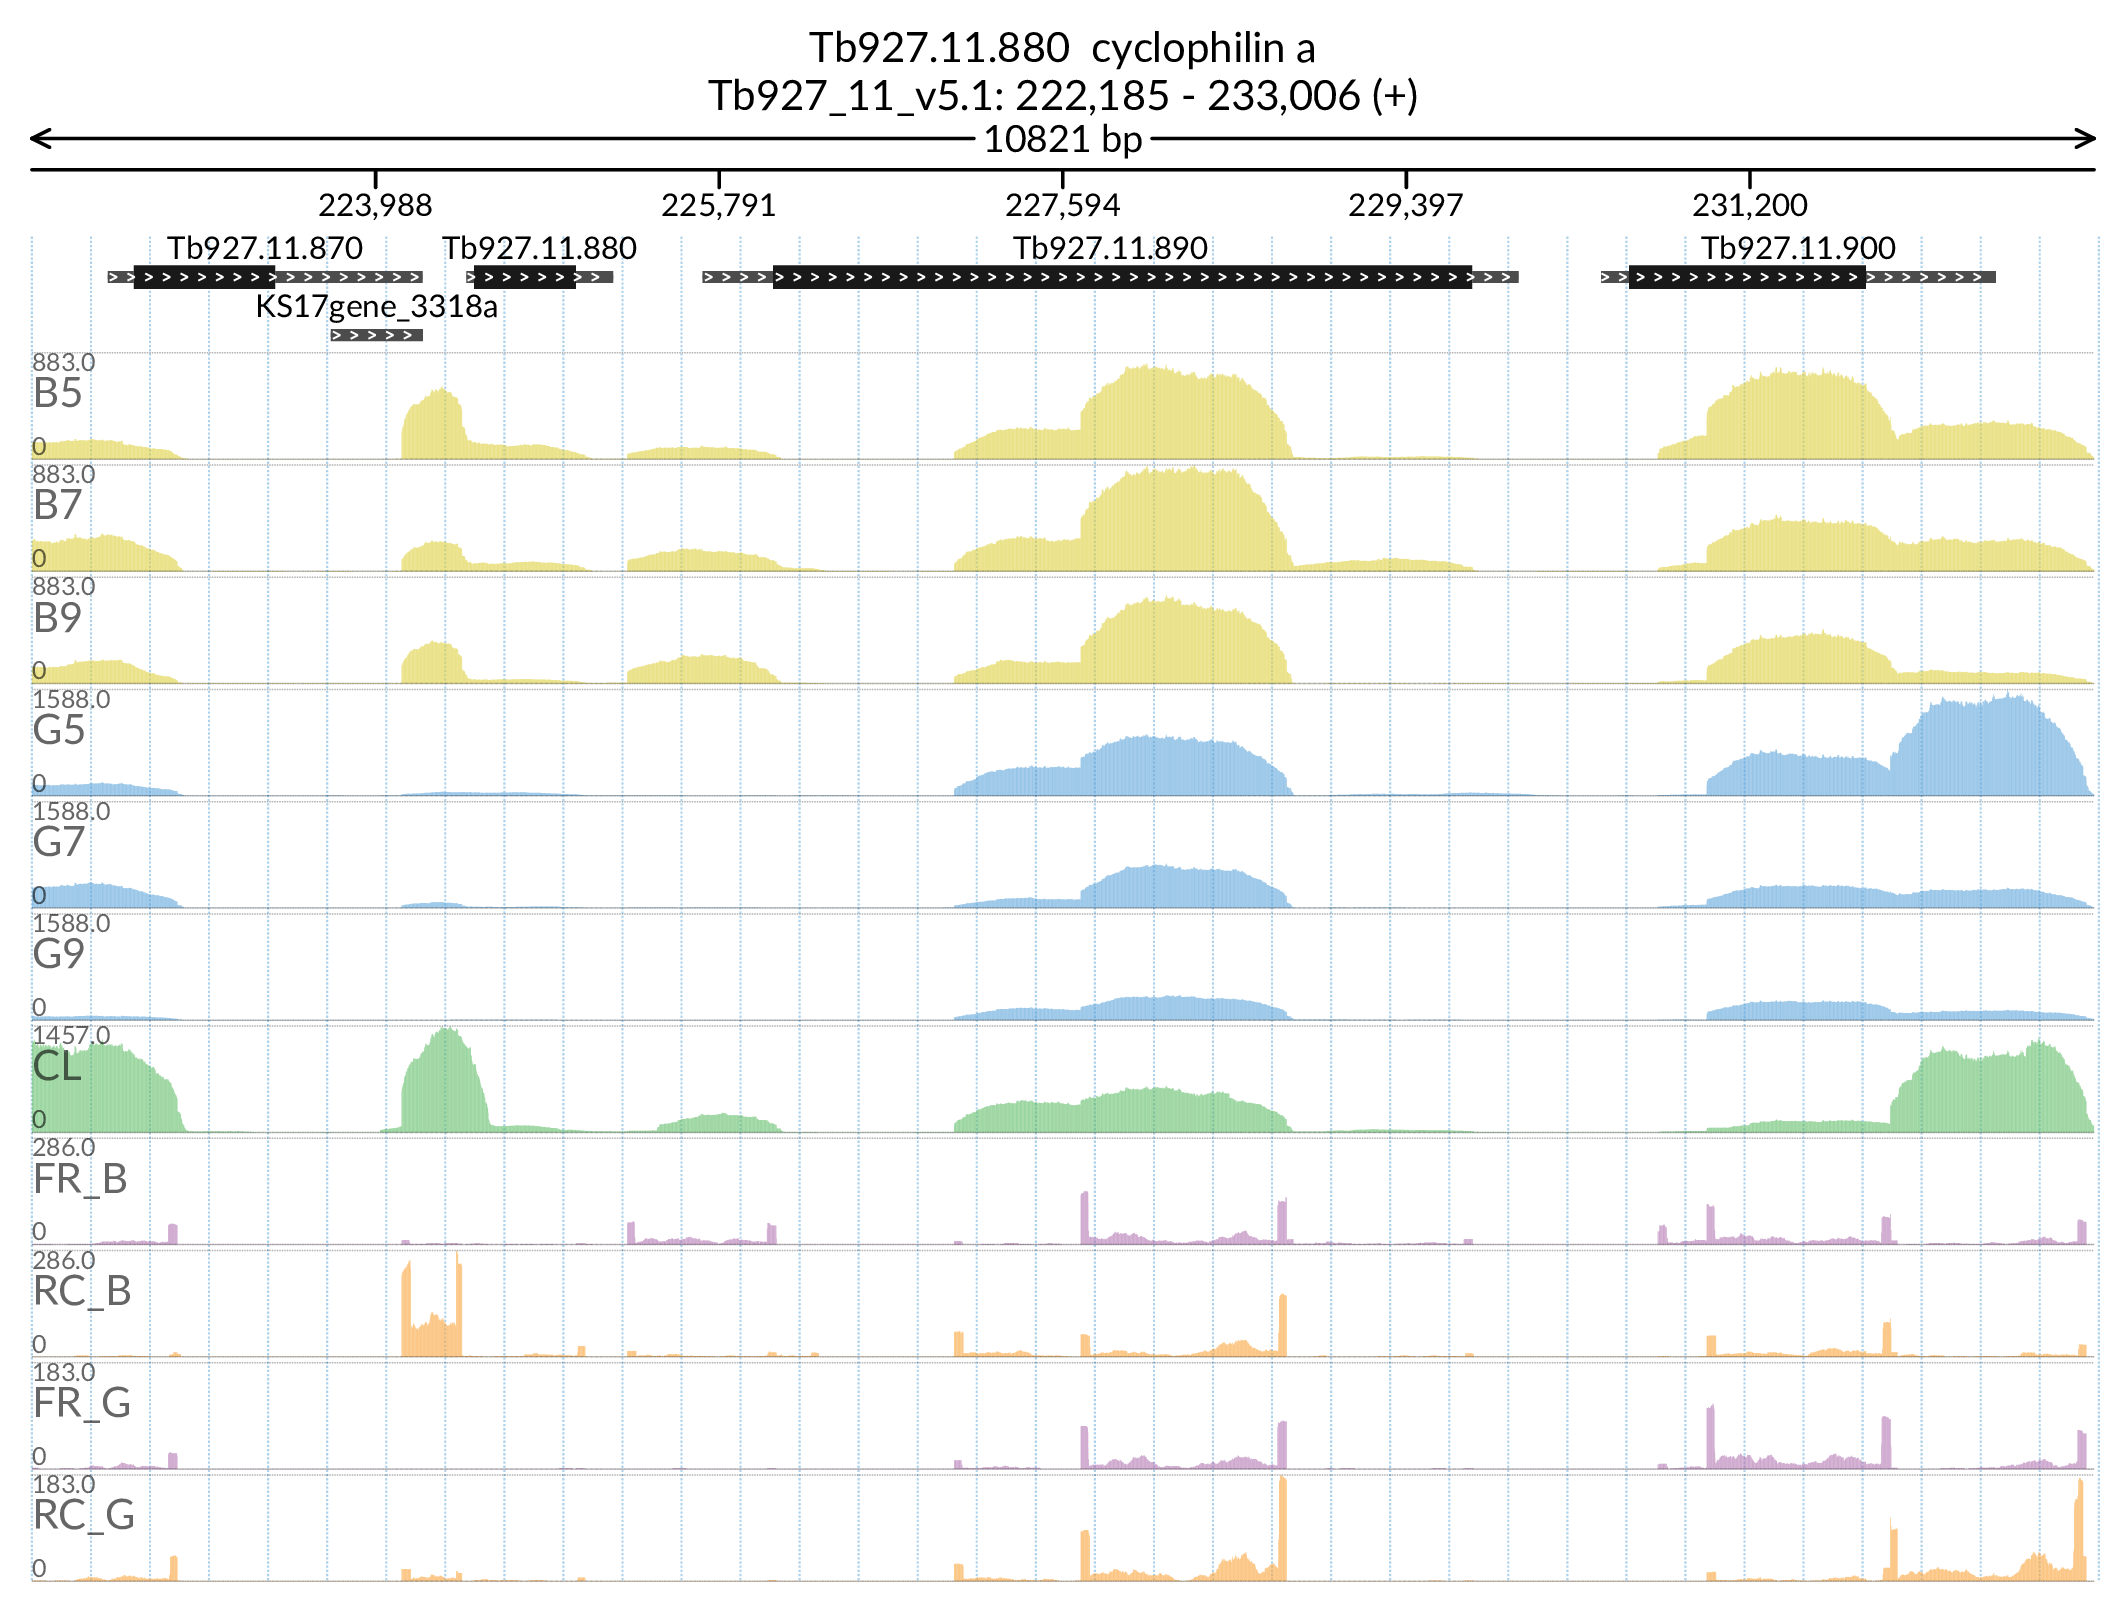 Tb927.11.880 cyclophilin a
Tb927_11_v5.1: 222,185 - 233,006 (+)
10821 bp
223,988 225,791 227,594 229,397 231,200
Tb927.11.870 Tb927.11.880 Tb927.11.890 Tb927.11.900
KS17gene_3318a
883.0
B5
0
883.0
B7
0
883.0
B9
0
1588.0
G5
0
1588.0
G7
0
1588.0
G9
0
1457.0
CL
0
286.0
FR_B
0
286.0
RC_B
0
183.0
FR_G
0
183.0
RC_G
0